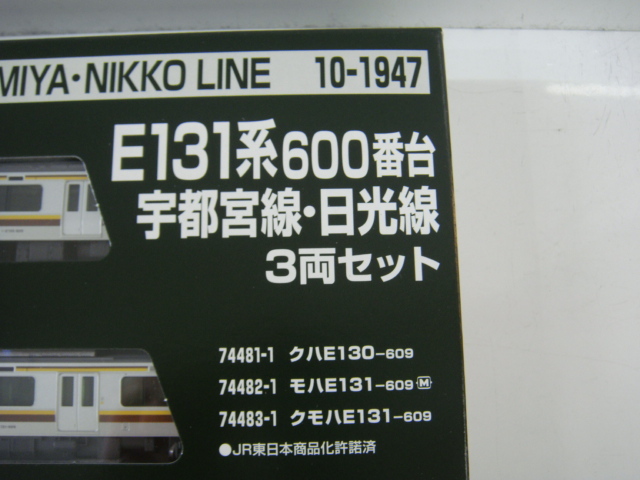 MIYA・NIKKO LINE 10-1947
E131系600番台
宇都宮線・日光線
3両セット
74481-1 クハE130-609
74482-1 モハE131-609 M
74483-1 クモハE131-609
●JR東日本商品化許諾済